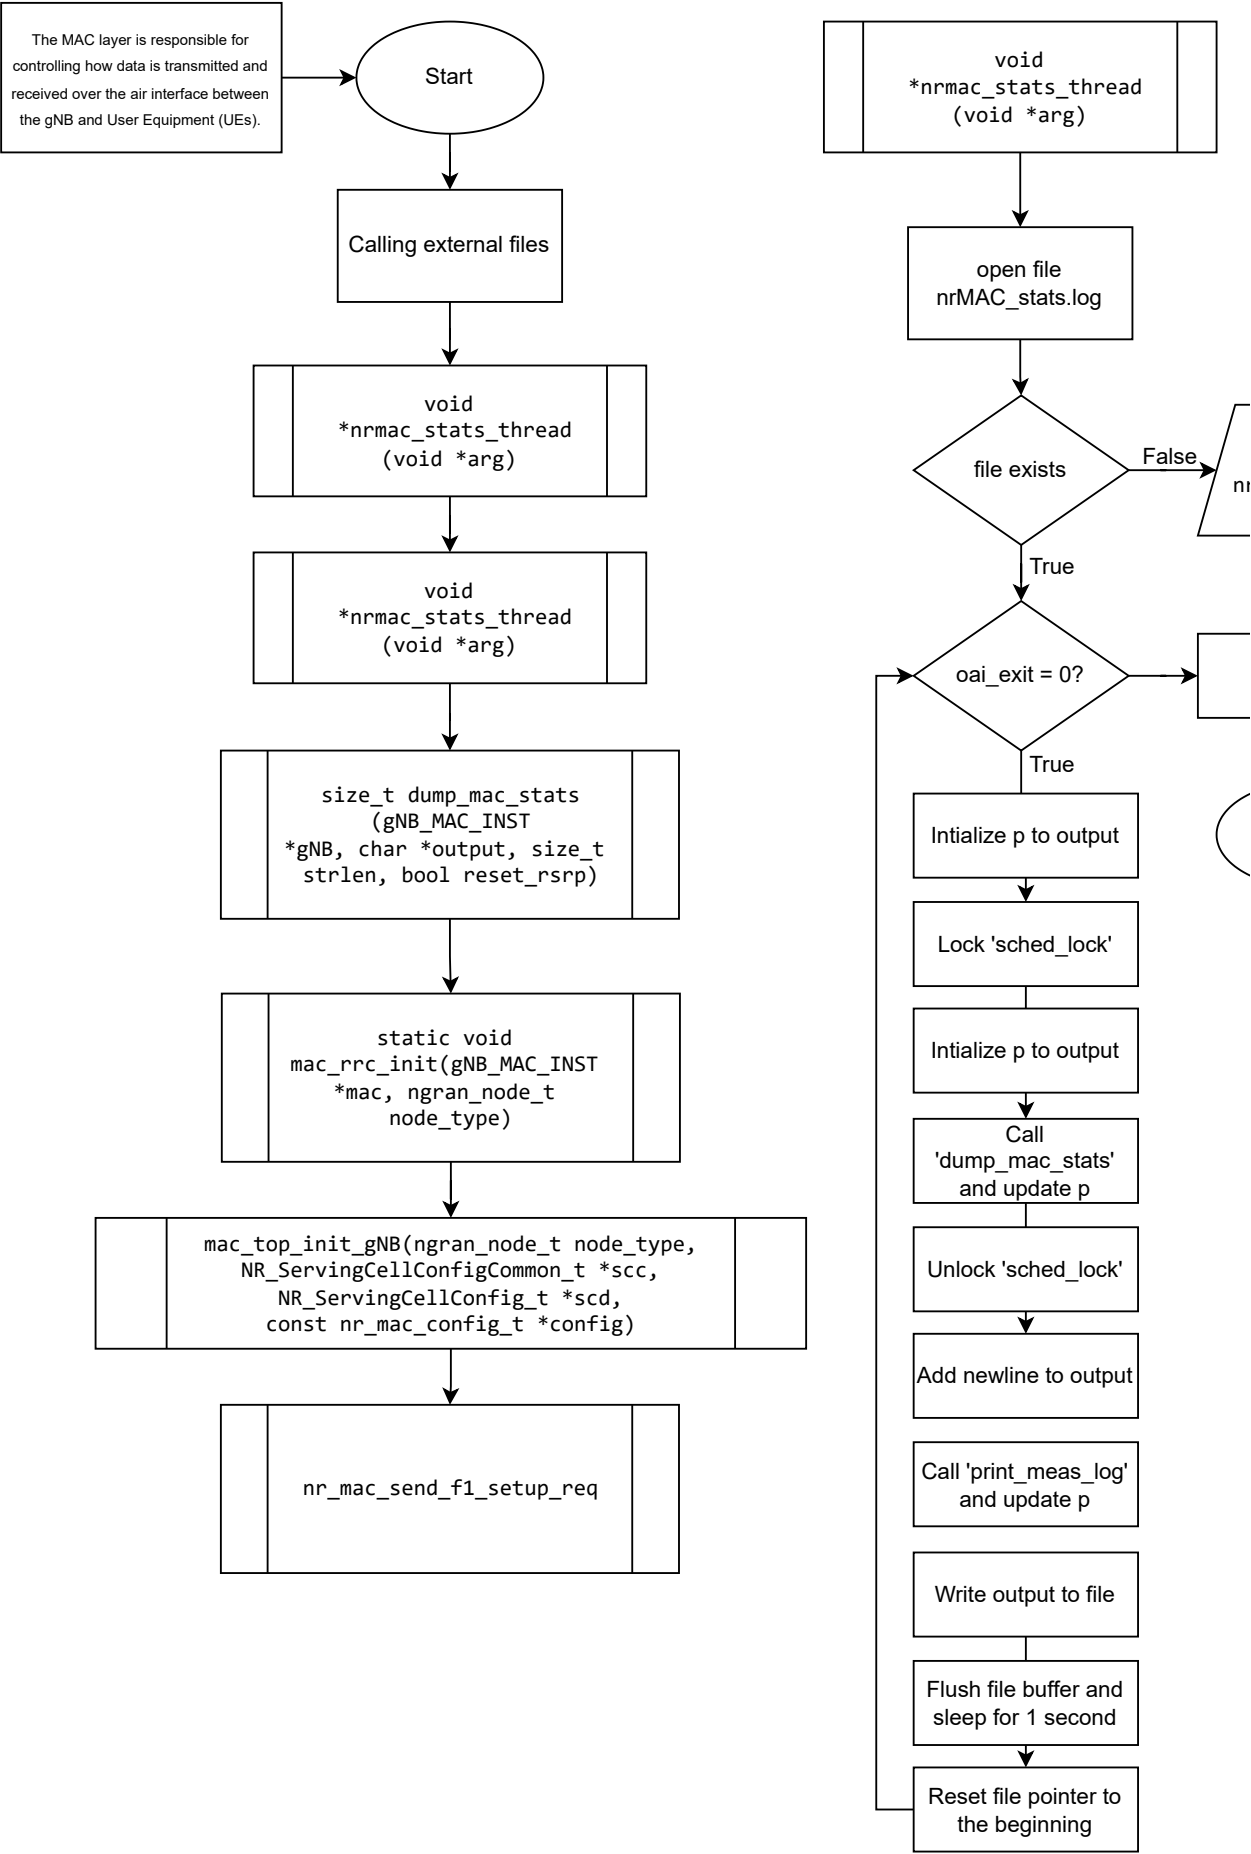 The MAC layer is responsible for
controlling how data is transmitted and
received over the air interface between
the gNB and User Equipment (UEs).
Start
Calling external files
void
*nrmac_stats_thread
(void *arg)
void
*nrmac_stats_thread
(void *arg)
size_t dump_mac_stats
(gNB_MAC_INST
*gNB, char *output, size_t
strlen, bool reset_rsrp)
static void
mac_rrc_init(gNB_MAC_INST
*mac, ngran_node_t
node_type)
mac_top_init_gNB(ngran_node_t node_type,
NR_ServingCellConfigCommon_t *scc,
NR_ServingCellConfig_t *scd,
const nr_mac_config_t *config)
nr_mac_send_f1_setup_req
void
*nrmac_stats_thread
(void *arg)
open file
nrMAC_stats.log
file exists
False
True
oai_exit = 0?
True
Intialize p to output
Lock 'sched_lock'
Intialize p to output
Call
'dump_mac_stats'
and update p
Unlock 'sched_lock'
Add newline to output
Call 'print_meas_log'
and update p
Write output to file
Flush file buffer and
sleep for 1 second
Reset file pointer to
the beginning